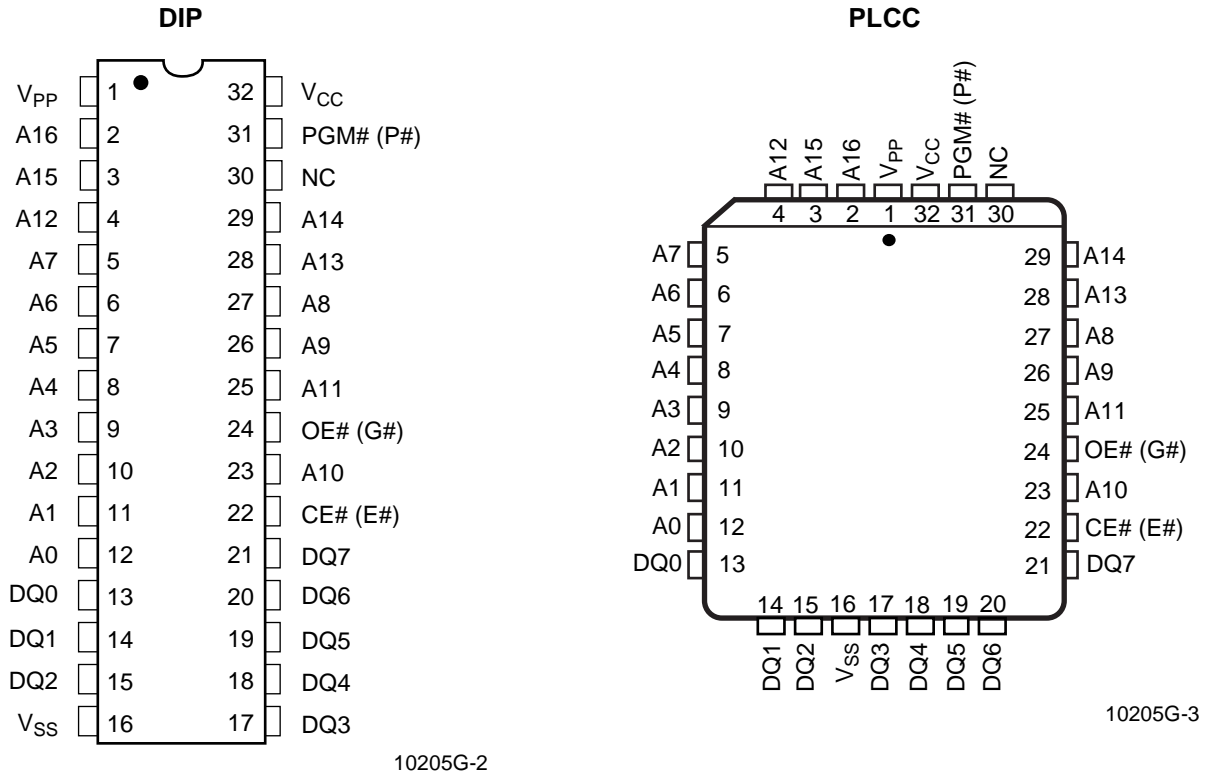 DIP
VPP 1 32 VCC
A16 2 31 PGM# (P#)
A15 3 30 NC
A12 4 29 A14
A7 5 28 A13
A6 6 27 A8
A5 7 26 A9
A4 8 25 A11
A3 9 24 OE# (G#)
A2 10 23 A10
A1 11 22 CE# (E#)
A0 12 21 DQ7
DQ0 13 20 DQ6
DQ1 14 19 DQ5
DQ2 15 18 DQ4
VSS 16 17 DQ3
10205G-2
PLCC
A12 A15 A16 VPP VCC PGM# (P#) NC
4 3 2 1 32 31 30
A7 5 29 A14
A6 6 28 A13
A5 7 27 A8
A4 8 26 A9
A3 9 25 A11
A2 10 24 OE# (G#)
A1 11 23 A10
A0 12 22 CE# (E#)
DQ0 13 21 DQ7
14 15 16 17 18 19 20
DQ1 DQ2 VSS DQ3 DQ4 DQ5 DQ6
10205G-3